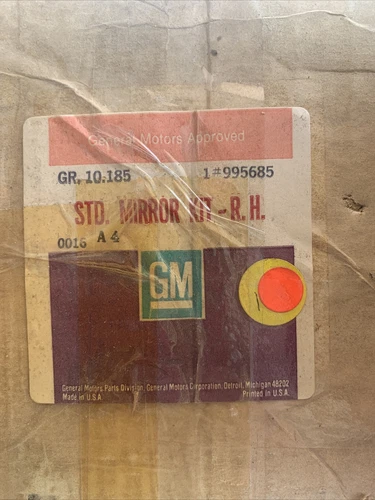 General Motors Approved
GR. 10.185 1 #995685
STD. MIRROR KIT - R.H.
0016 A 4
GM
General Motors Parts Division, General Motors Corporation, Detroit, Michigan 48202
Made in U.S.A. Printed in U.S.A.